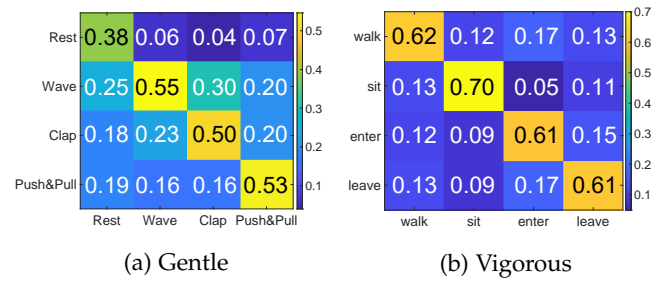 Rest 0.38 0.06 0.04 0.07
Wave 0.25 0.55 0.30 0.20
Clap 0.18 0.23 0.50 0.20
Push&Pull 0.19 0.16 0.16 0.53
Rest Wave Clap Push&Pull
0.5
0.4
0.3
0.2
0.1
(a) Gentle
walk 0.62 0.12 0.17 0.13
sit 0.13 0.70 0.05 0.11
enter 0.12 0.09 0.61 0.15
leave 0.13 0.09 0.17 0.61
walk sit enter leave
0.7
0.6
0.5
0.4
0.3
0.2
0.1
(b) Vigorous